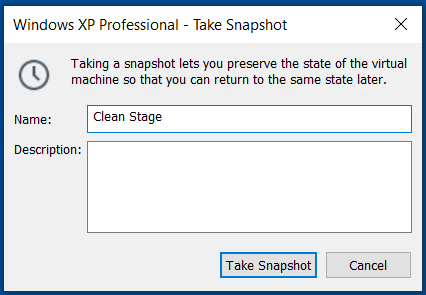 Windows XP Professional - Take Snapshot
Taking a snapshot lets you preserve the state of the virtual
machine so that you can return to the same state later.
Name:
Clean Stage
Description:
Take Snapshot
Cancel